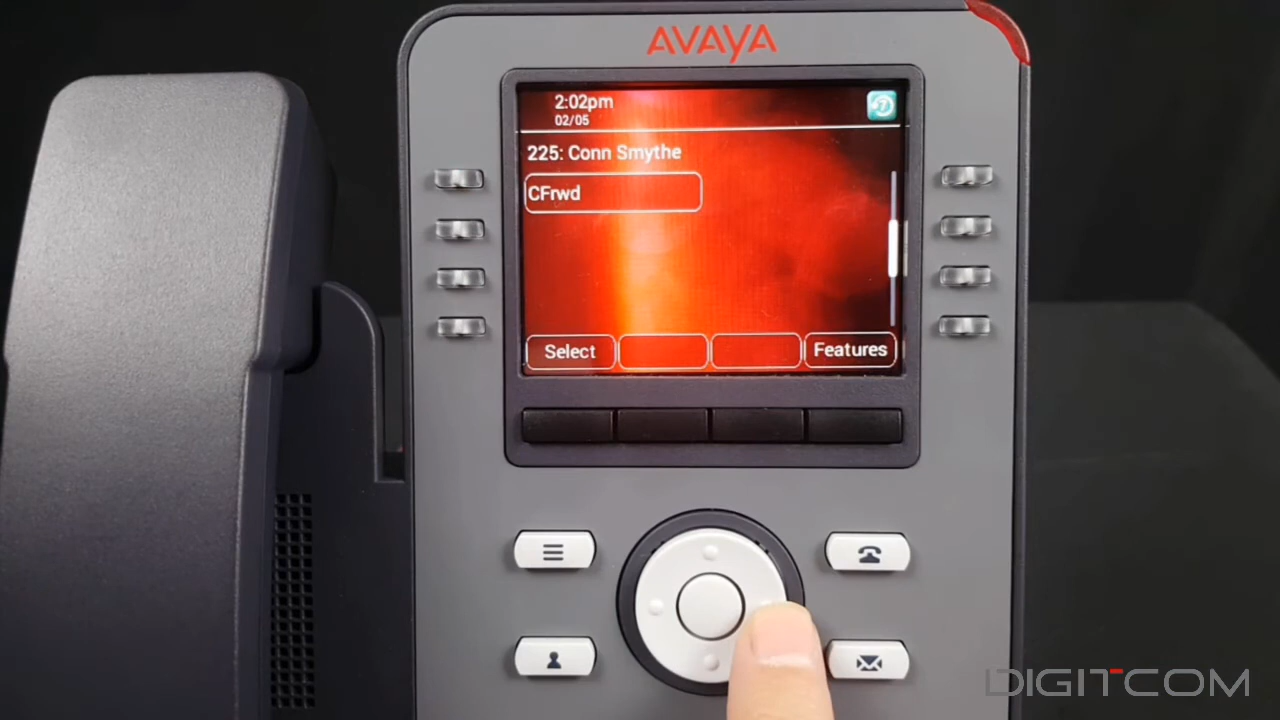 AVAYA
2:02pm
02/05
225: Conn Smythe
CFrwd
Select
Features
DIGITCOM